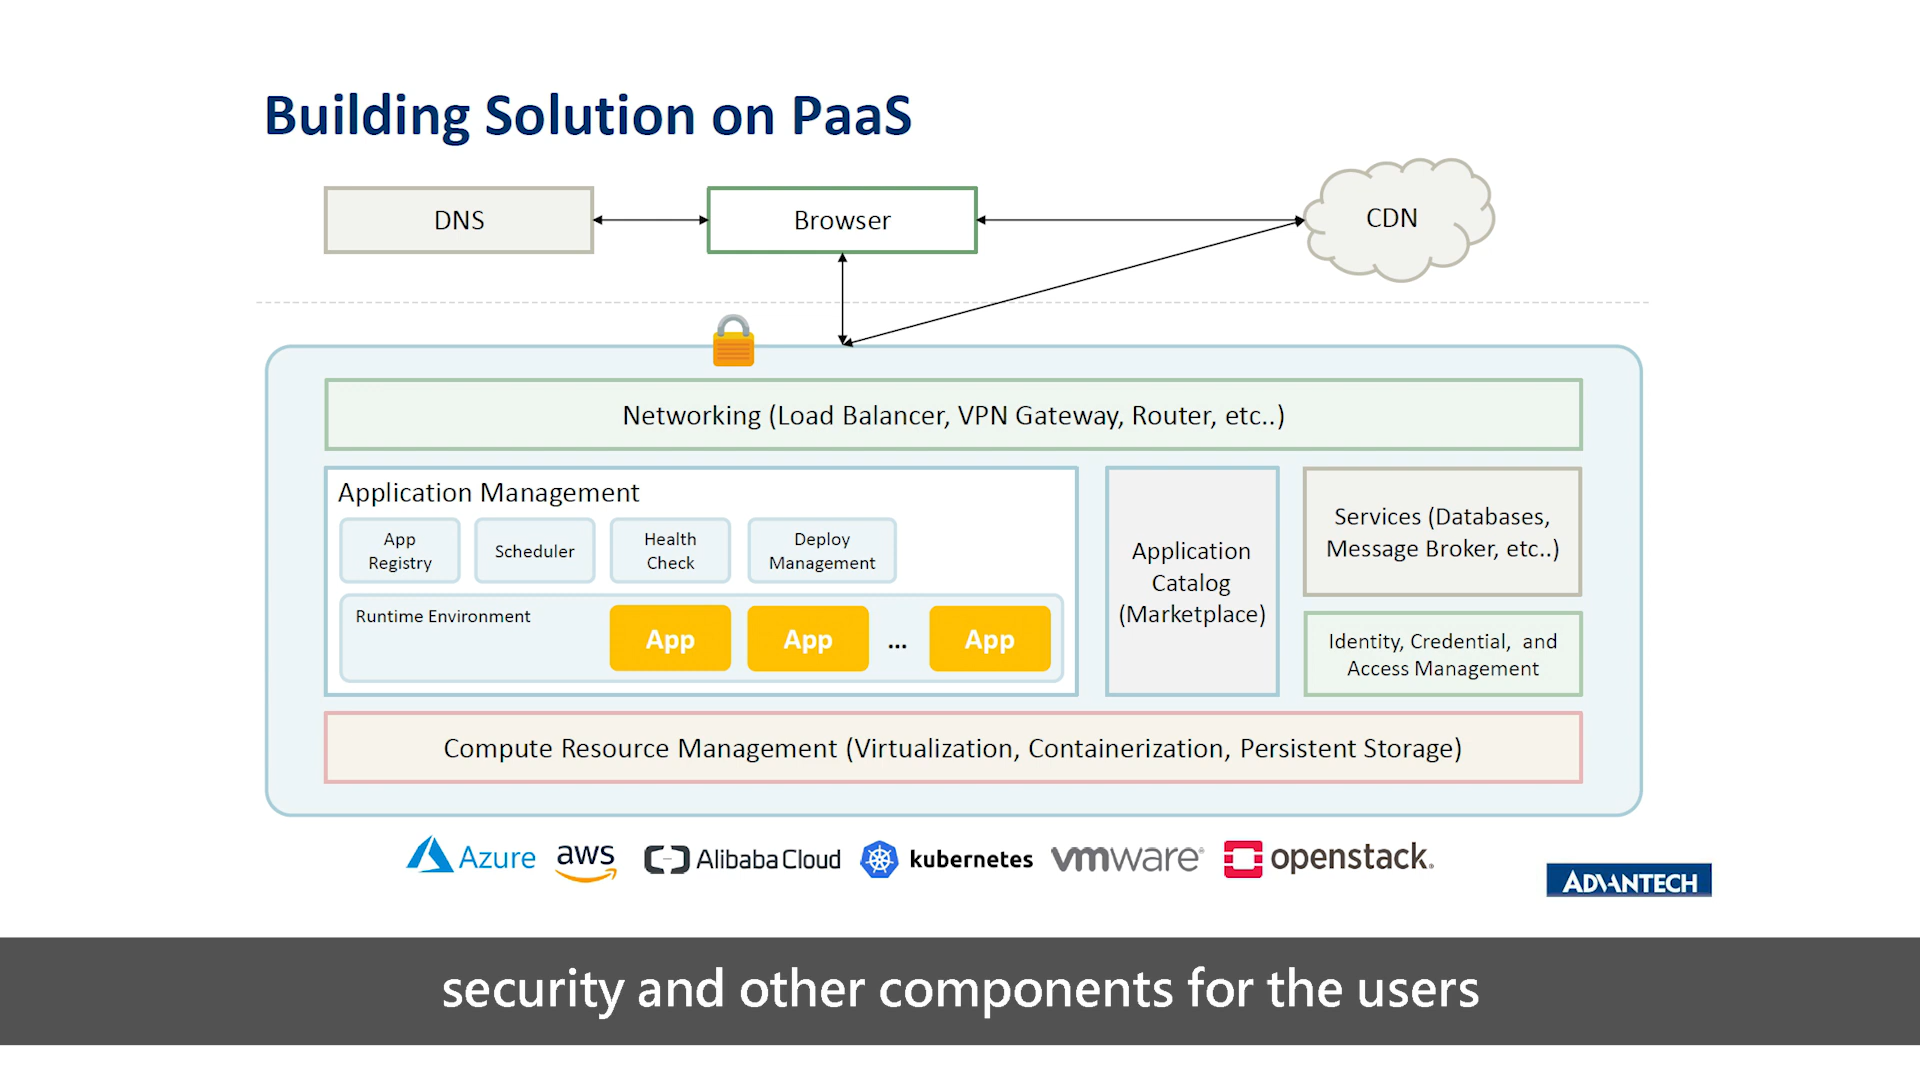 Building Solution on PaaS
DNS
Browser
CDN
Networking (Load Balancer, VPN Gateway, Router, etc..)
Application Management
App
Registry
Scheduler
Health
Check
Deploy
Management
Runtime Environment
App
App
...
App
Application
Catalog
(Marketplace)
Services (Databases,
Message Broker, etc..)
Identity, Credential, and
Access Management
Compute Resource Management (Virtualization, Containerization, Persistent Storage)
Azure
aws
Alibaba Cloud
kubernetes
vmware®
openstack®
ADVANTECH
security and other components for the users